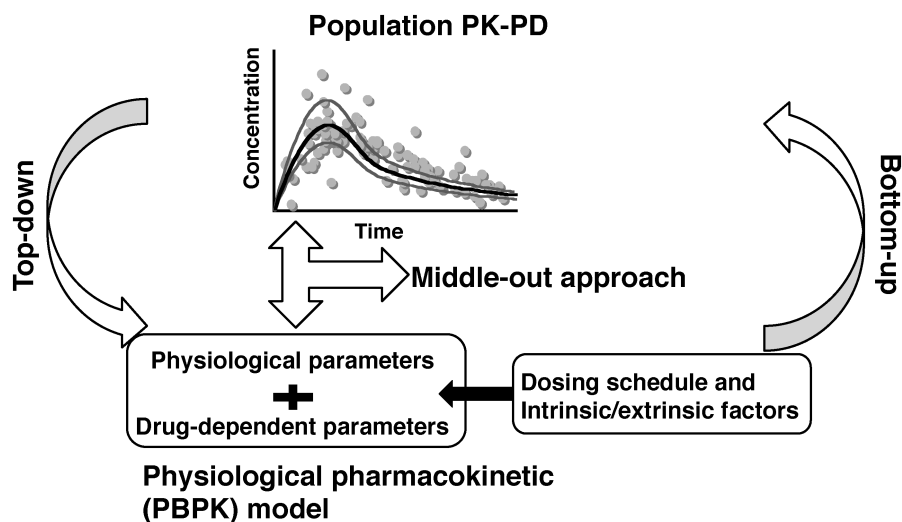 Population PK-PD
Concentration
Time
Top-down
Bottom-up
Middle-out approach
Physiological parameters
+
Drug-dependent parameters
Dosing schedule and
Intrinsic/extrinsic factors
Physiological pharmacokinetic
(PBPK) model